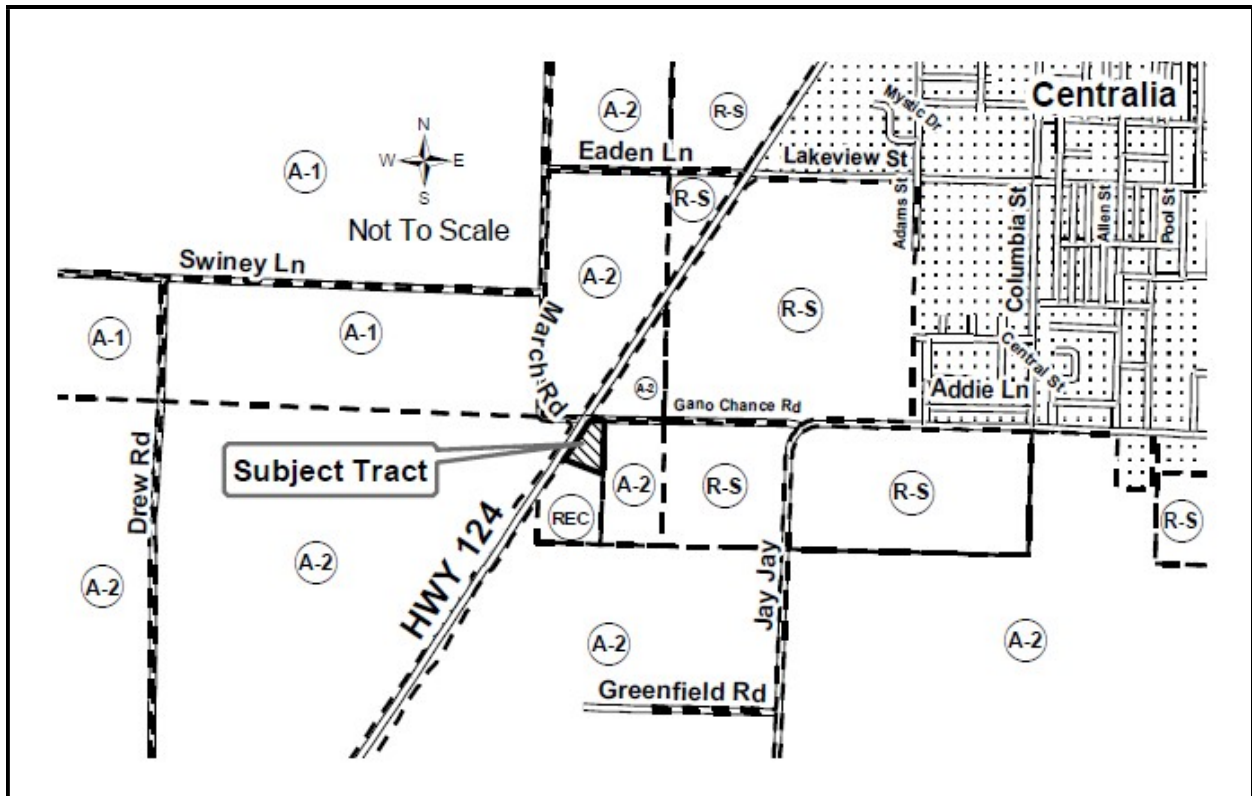 Centralia
Mystic Dr
A-2
R-S
N
W E
S
A-1
Eaden Ln
Lakeview St
R-S
Not To Scale
Adams St
Columbia St
Allen St
Pool St
Swiney Ln
A-2
R-S
A-1
A-1
March Rd
Central St
A-2
Addie Ln
Gano Chance Rd
Subject Tract
Drew Rd
A-2
R-S
R-S
REC
R-S
HWY 124
A-2
A-2
Jay Jay
A-2
A-2
Greenfield Rd